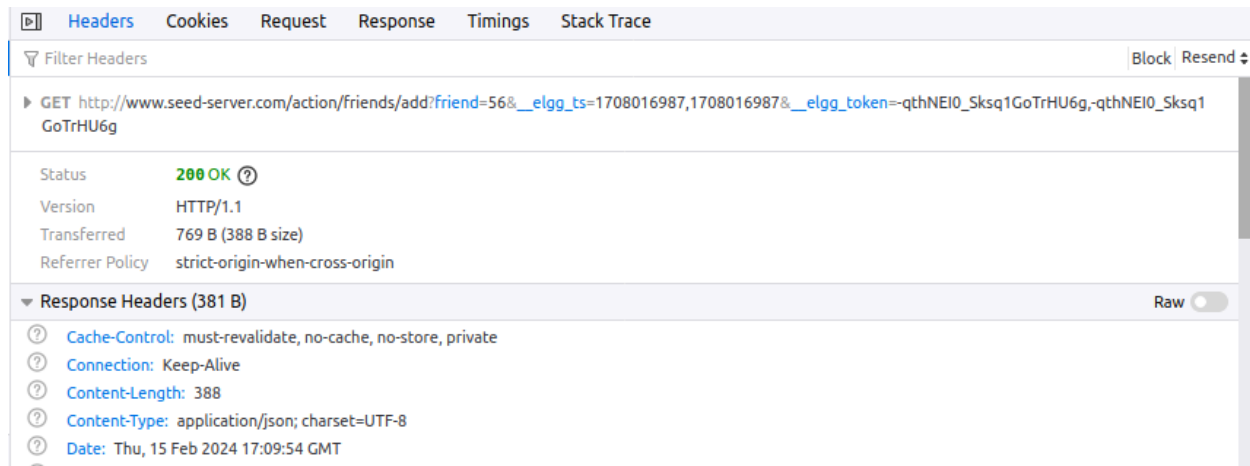 Headers Cookies Request Response Timings Stack Trace
Filter Headers Block Resend
GET http://www.seed-server.com/action/friends/add?friend=56&__elgg_ts=1708016987,1708016987&__elgg_token=-qthNEI0_Sksq1GoTrHU6g,-qthNEI0_Sksq1
GoTrHU6g
Status 200 OK ?
Version HTTP/1.1
Transferred 769 B (388 B size)
Referrer Policy strict-origin-when-cross-origin
Response Headers (381 B) Raw
? Cache-Control: must-revalidate, no-cache, no-store, private
? Connection: Keep-Alive
? Content-Length: 388
? Content-Type: application/json; charset=UTF-8
? Date: Thu, 15 Feb 2024 17:09:54 GMT